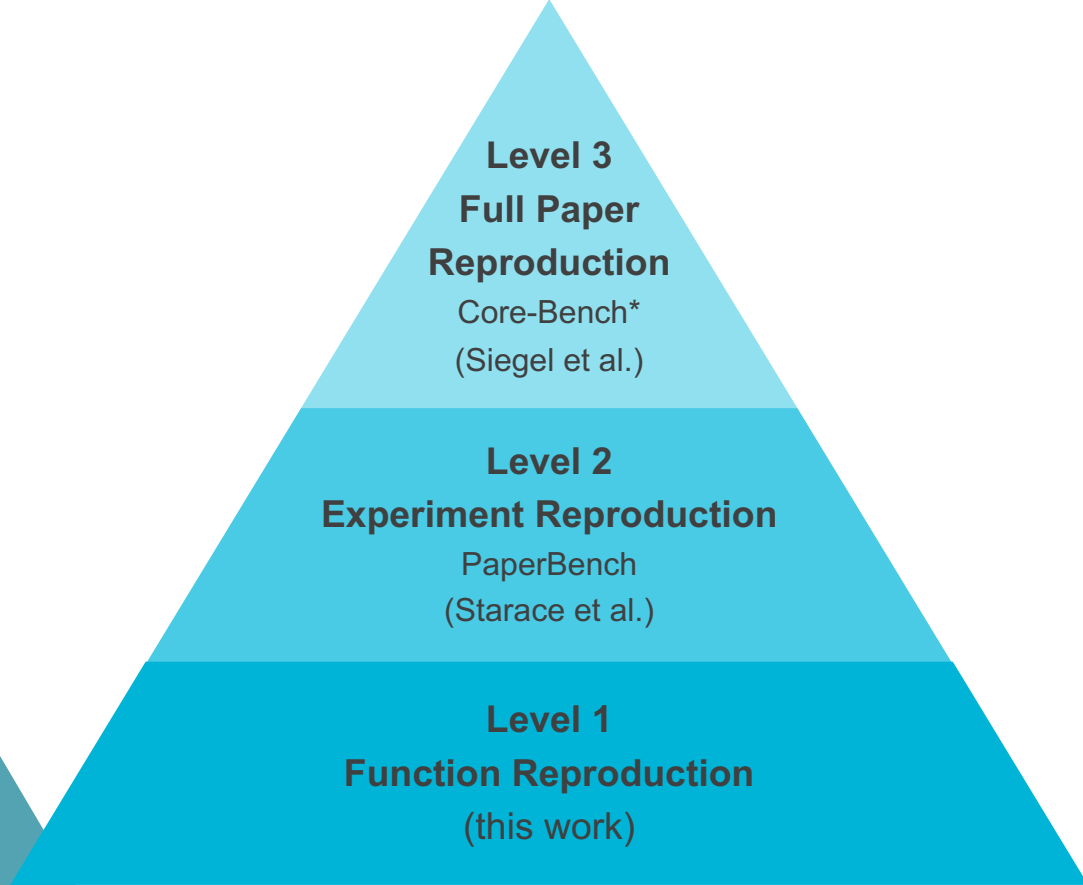 Level 3
Full Paper
Reproduction
Core-Bench*
(Siegel et al.)
Level 2
Experiment Reproduction
PaperBench
(Starace et al.)
Level 1
Function Reproduction
(this work)